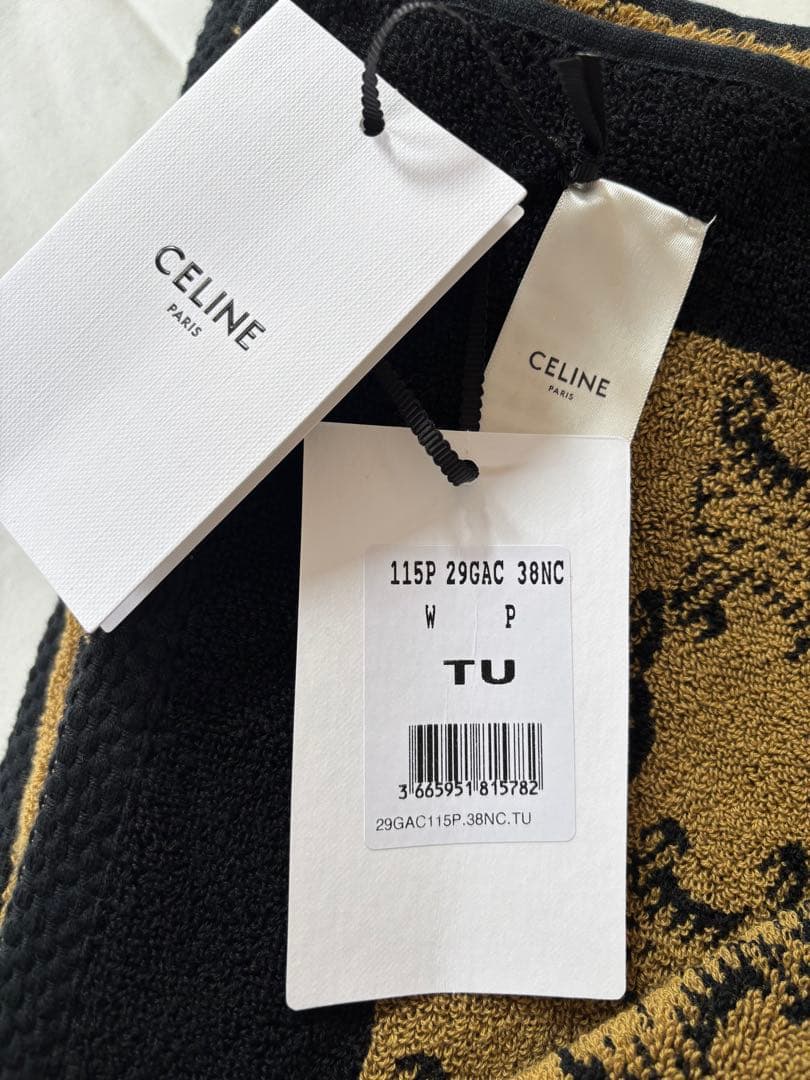 CELINE
PARIS
CELINE
PARIS
115P 29GAC 38NC
W P
TU
3 665951 815782
29GAC115P.38NC.TU